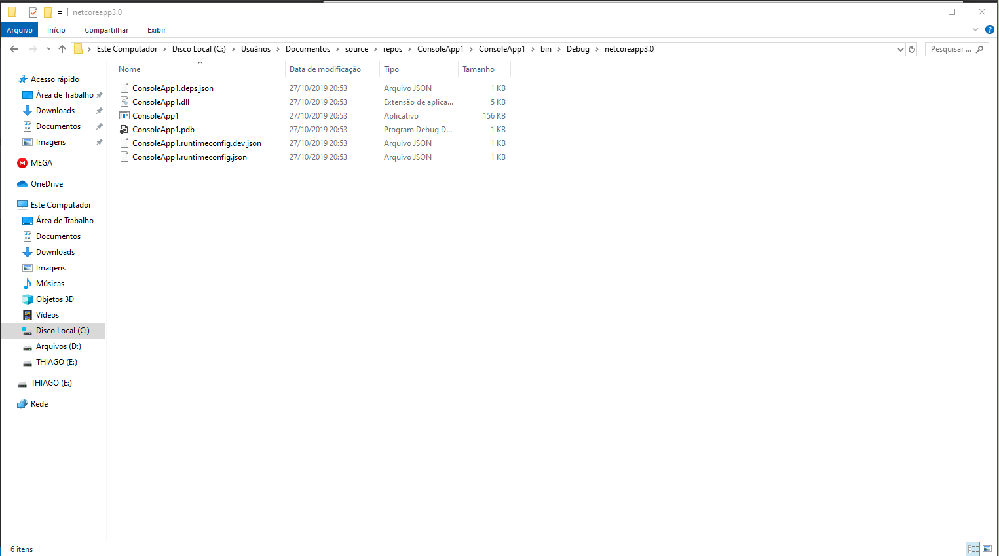 netcoreapp3.0
Arquivo Início Compartilhar Exibir
Este Computador Disco Local (C:) Usuários Documentos source repos ConsoleApp1 ConsoleApp1 bin Debug netcoreapp3.0
Pesquisar ...
Acesso rápido
Área de Trabalho
Downloads
Documentos
Imagens
MEGA
OneDrive
Este Computador
Área de Trabalho
Documentos
Downloads
Imagens
Músicas
Objetos 3D
Vídeos
Disco Local (C:)
Arquivos (D:)
THIAGO (E:)
THIAGO (E:)
Rede
Nome Data de modificação Tipo Tamanho
ConsoleApp1.deps.json 27/10/2019 20:53 Arquivo JSON 1 KB
ConsoleApp1.dll 27/10/2019 20:53 Extensão de aplica... 5 KB
ConsoleApp1 27/10/2019 20:53 Aplicativo 156 KB
ConsoleApp1.pdb 27/10/2019 20:53 Program Debug D... 1 KB
ConsoleApp1.runtimeconfig.dev.json 27/10/2019 20:53 Arquivo JSON 1 KB
ConsoleApp1.runtimeconfig.json 27/10/2019 20:53 Arquivo JSON 1 KB
6 itens